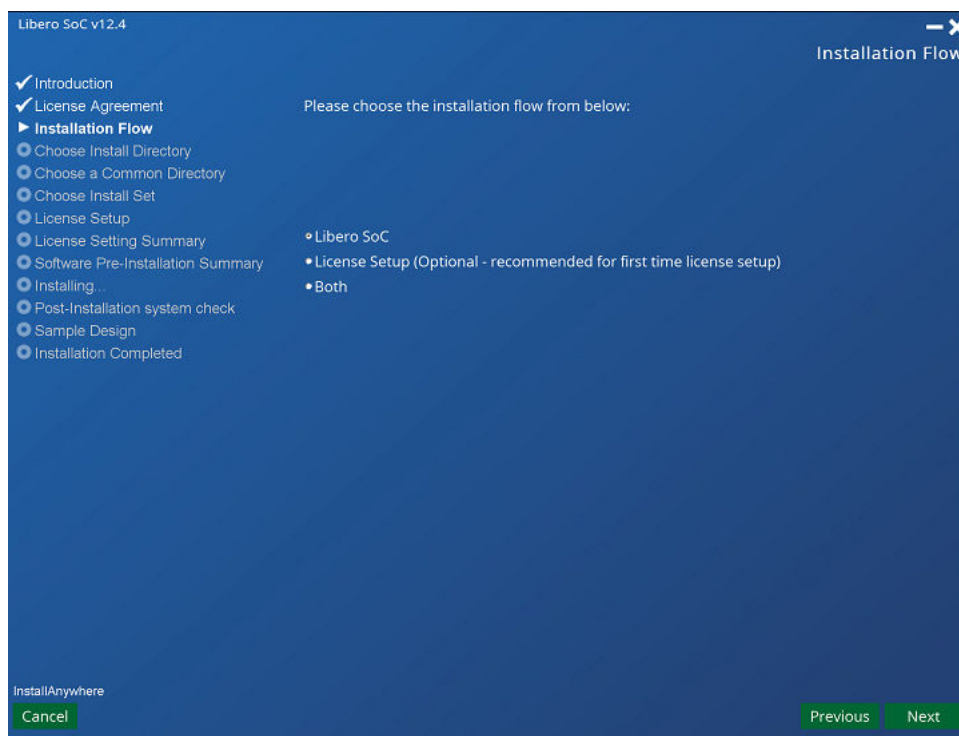 Libero SoC v12.4
Installation Flow
Introduction
License Agreement
Installation Flow
Choose Install Directory
Choose a Common Directory
Choose Install Set
License Setup
License Setting Summary
Software Pre-Installation Summary
Installing...
Post-Installation system check
Sample Design
Installation Completed
Please choose the installation flow from below:
Libero SoC
License Setup (Optional - recommended for first time license setup)
Both
InstallAnywhere
Cancel
Previous
Next